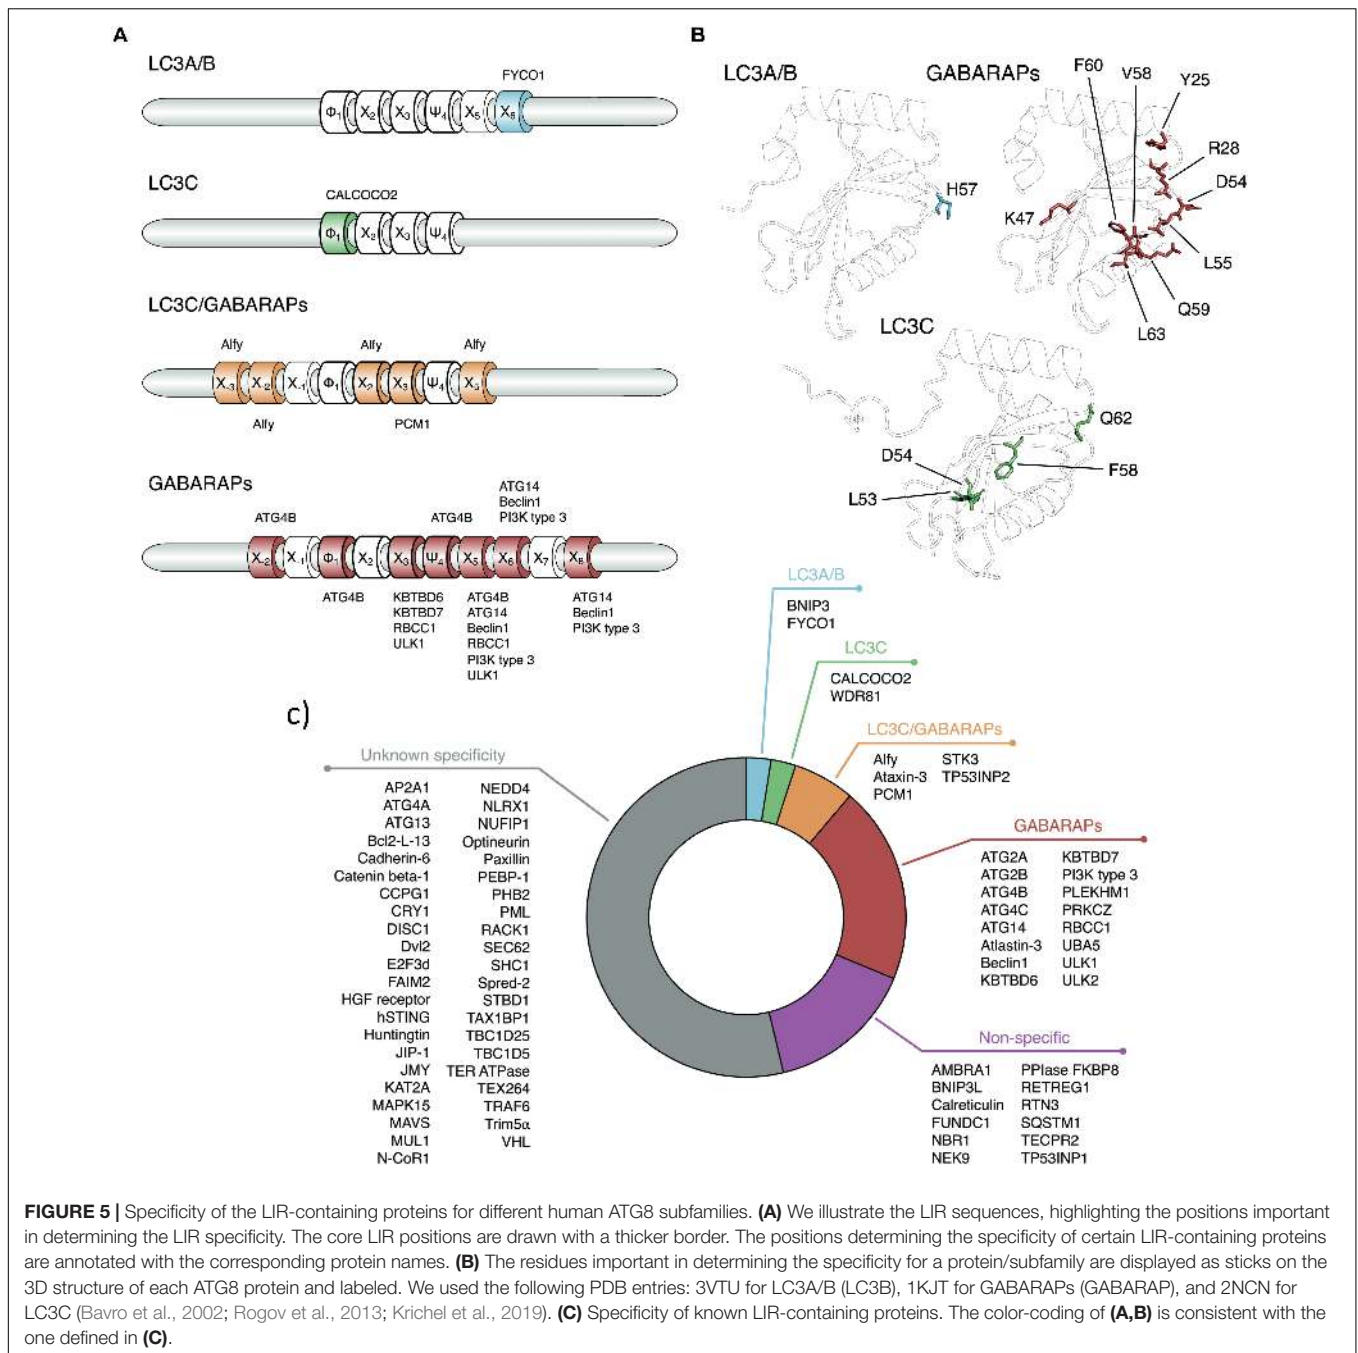 A
LC3A/B
FYCO1
Φ1 X2 X3 Ψ4 X5 X6
LC3C
CALCOCO2
Φ1 X2 X3 Ψ4
LC3C/GABARAPs
Alfy Alfy Alfy
X-3 X-2 X-1 Φ1 X2 X3 Ψ4 X5
Alfy PCM1
GABARAPs
ATG14
Beclin1
PI3K type 3
ATG4B ATG4B
X-2 X-1 Φ1 X2 X3 Ψ4 X5 X6 X7 X8
ATG4B
KBTBD6
KBTBD7
RBCC1
ULK1
ATG4B
ATG14
Beclin1
RBCC1
PI3K type 3
ULK1
ATG14
Beclin1
PI3K type 3
B
LC3A/B
H57
GABARAPs
F60
V58
Y25
R28
D54
K47
L55
Q59
L63
LC3C
Q62
D54
F58
L53
c)
LC3A/B
BNIP3
FYCO1
LC3C
CALCOCO2
WDR81
LC3C/GABARAPs
Alfy STK3
Ataxin-3 TP53INP2
PCM1
GABARAPs
ATG2A KBTBD7
ATG2B PI3K type 3
ATG4B PLEKHM1
ATG4C PRKCZ
ATG14 RBCC1
Atlastin-3 UBA5
Beclin1 ULK1
KBTBD6 ULK2
Non-specific
AMBRA1 PPIase FKBP8
BNIP3L RETREG1
Calreticulin RTN3
FUNDC1 SQSTM1
NBR1 TECPR2
NEK9 TP53INP1
Unknown specificity
AP2A1 NEDD4
ATG4A NLRX1
ATG13 NUFIP1
Bcl2-L-13 Optineurin
Cadherin-6 Paxillin
Catenin beta-1 PEBP-1
CCPG1 PHB2
CRY1 PML
DISC1 RACK1
Dvl2 SEC62
E2F3d SHC1
FAIM2 Spred-2
HGF receptor STBD1
hSTING TAX1BP1
Huntingtin TBC1D25
JIP-1 TBC1D5
JMY TER ATPase
KAT2A TEX264
MAPK15 TRAF6
MAVS Trim5α
MUL1 VHL
N-CoR1
FIGURE 5 | Specificity of the LIR-containing proteins for different human ATG8 subfamilies. (A) We illustrate the LIR sequences, highlighting the positions important
in determining the LIR specificity. The core LIR positions are drawn with a thicker border. The positions determining the specificity of certain LIR-containing proteins
are annotated with the corresponding protein names. (B) The residues important in determining the specificity for a protein/subfamily are displayed as sticks on the
3D structure of each ATG8 protein and labeled. We used the following PDB entries: 3VTU for LC3A/B (LC3B), 1KJT for GABARAPs (GABARAP), and 2NCN for
LC3C (Bavro et al., 2002; Rogov et al., 2013; Krichel et al., 2019). (C) Specificity of known LIR-containing proteins. The color-coding of (A,B) is consistent with the
one defined in (C).